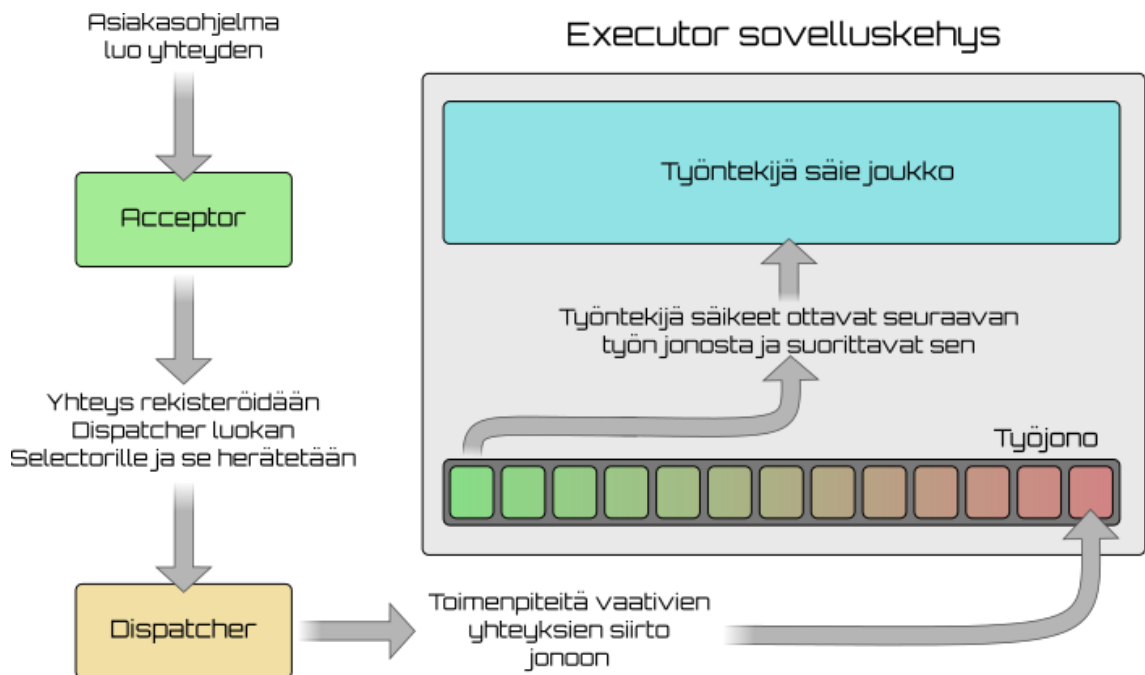 Asiakasohjelma
luo yhteyden
Executor sovelluskehys
Työntekijä säie joukko
Acceptor
Työntekijä säikeet ottavat seuraavan
työn jonosta ja suorittavat sen
Yhteys rekisteröidään
Dispatcher luokan
Selectorille ja se herätetään
Työjono
Dispatcher
Toimenpiteitä vaativien
yhteyksien siirto
jonoon